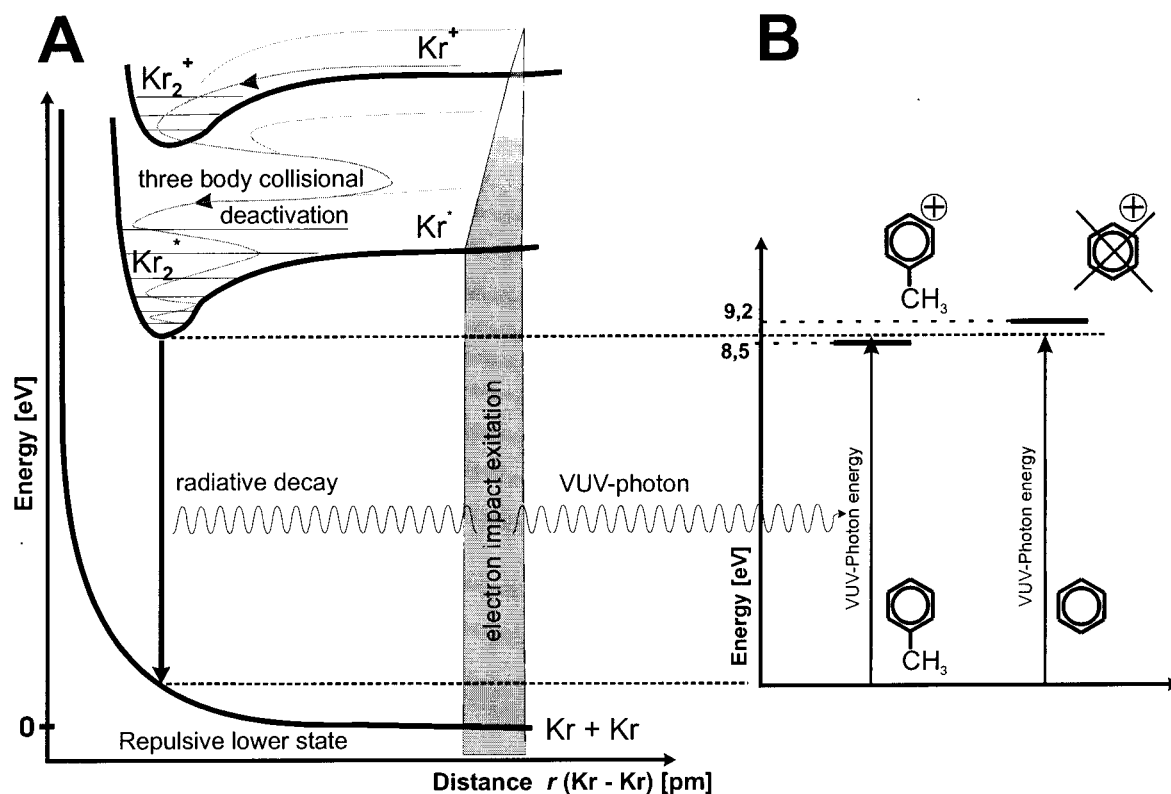 A
Kr+
Kr2+
three body collisional
deactivation
Kr*
Kr2*
Energy [eV]
radiative decay
electron impact exitation
VUV-photon
0
Repulsive lower state
Kr + Kr
Distance r (Kr - Kr) [pm]
B
+
+
CH3
9,2
8,5
VUV-Photon energy
VUV-Photon energy
Energy [eV]
CH3